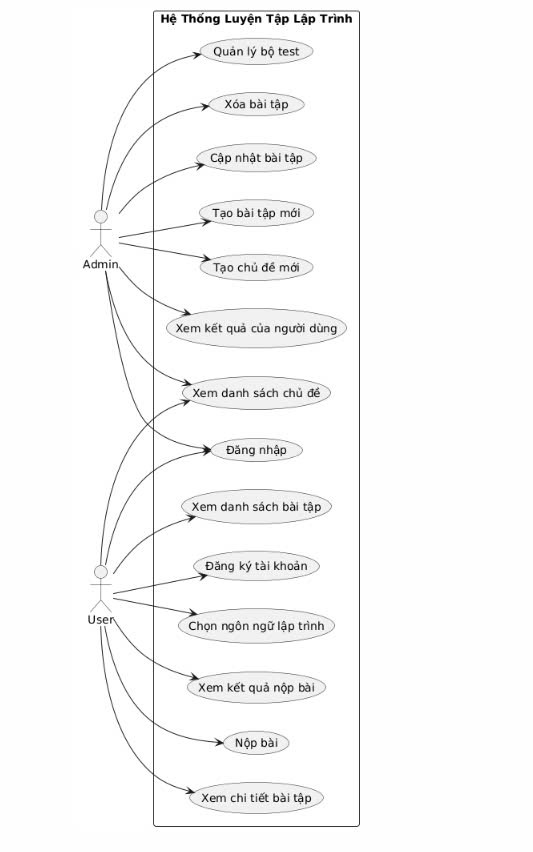 Hệ Thống Luyện Tập Lập Trình
Quản lý bộ test
Xóa bài tập
Cập nhật bài tập
Tạo bài tập mới
Tạo chủ đề mới
Admin
Xem kết quả của người dùng
Xem danh sách chủ đề
Đăng nhập
Xem danh sách bài tập
Đăng ký tài khoản
User
Chọn ngôn ngữ lập trình
Xem kết quả nộp bài
Nộp bài
Xem chi tiết bài tập